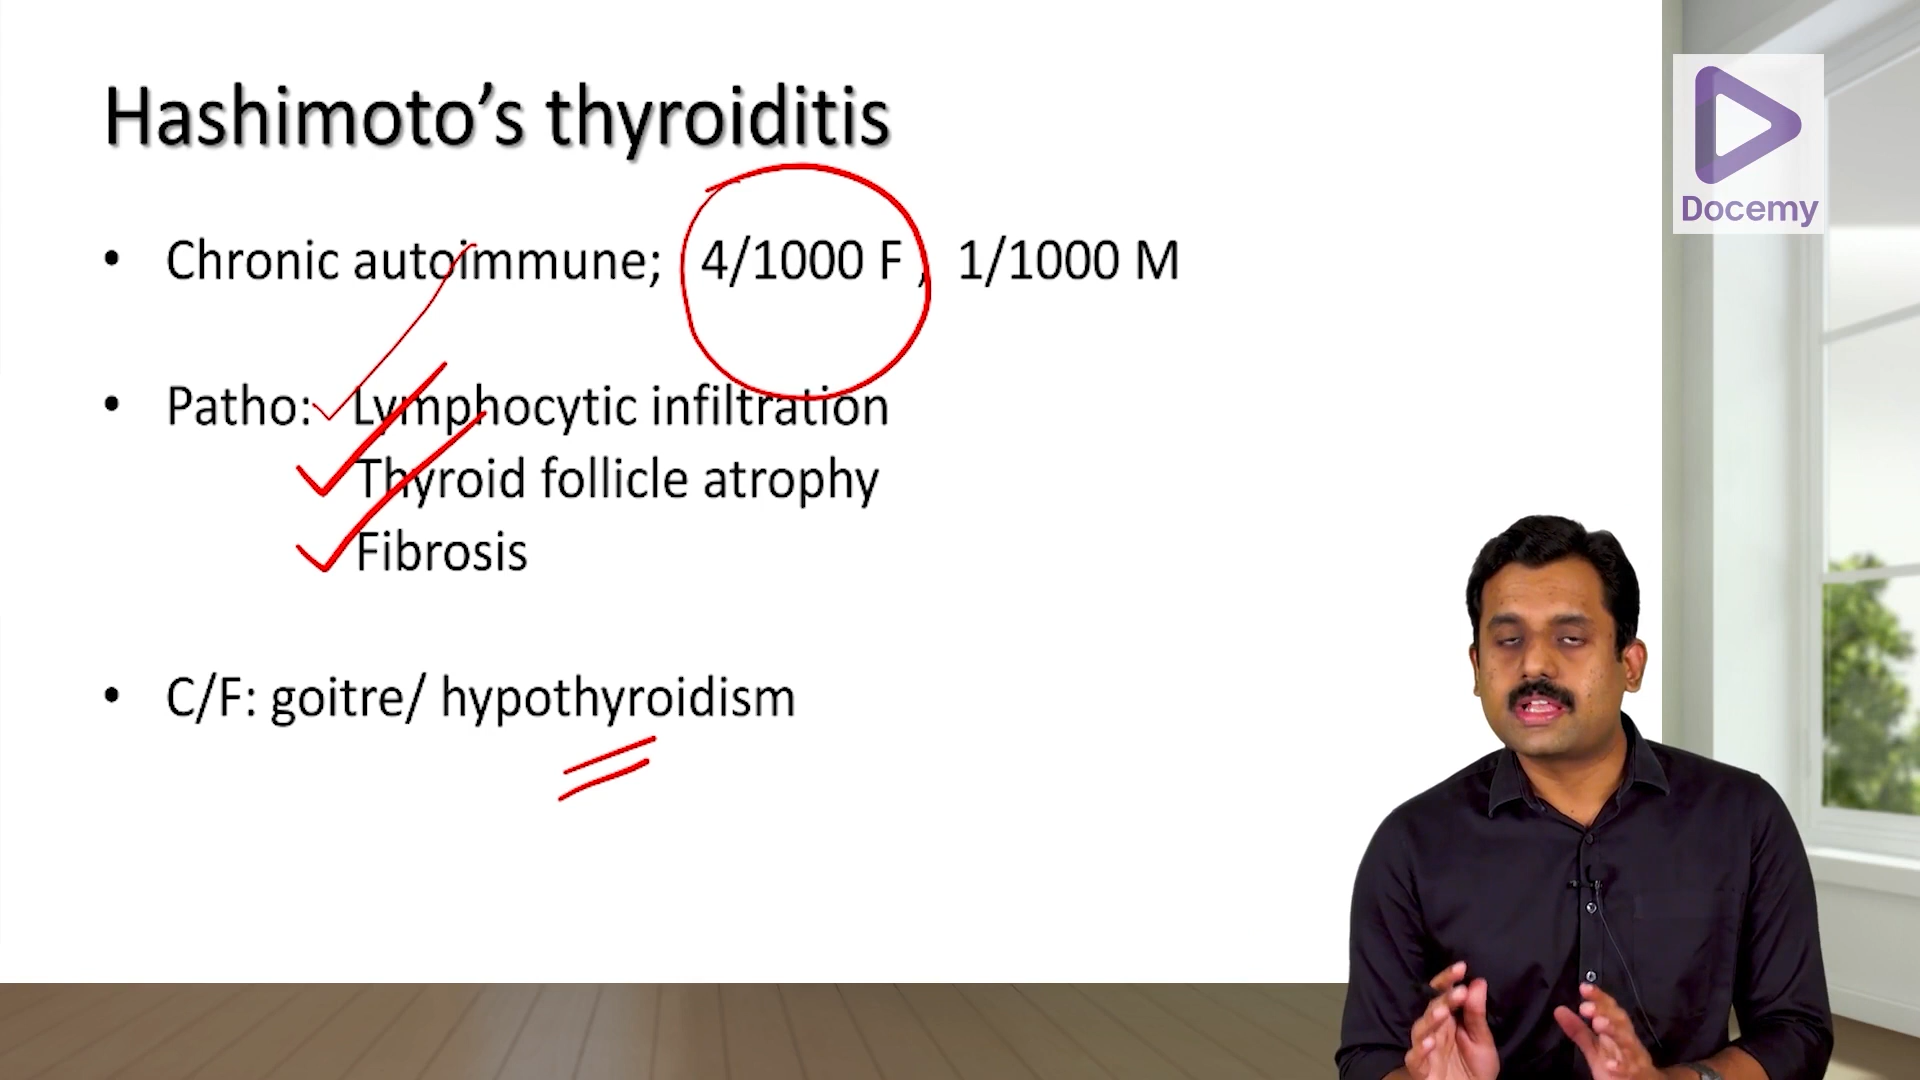 Hashimoto's thyroiditis
• Chronic autoimmune; 4/1000 F , 1/1000 M
• Patho: Lymphocytic infiltration
Thyroid follicle atrophy
Fibrosis
• C/F: goitre/ hypothyroidism
Docemy